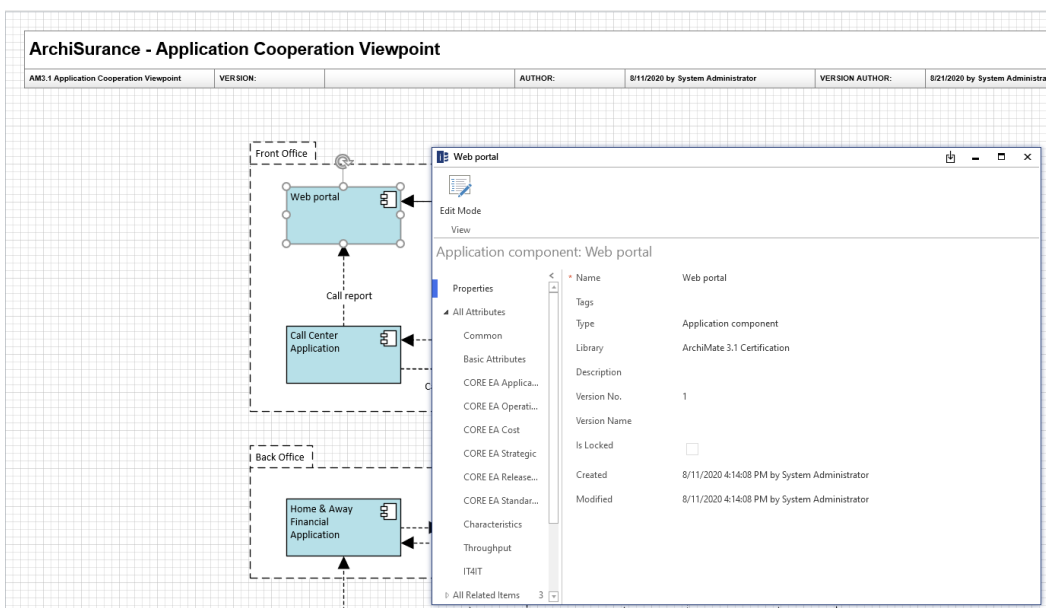 ArchiSurance - Application Cooperation Viewpoint
AM3.1 Application Cooperation Viewpoint VERSION: AUTHOR: 8/11/2020 by System Administrator VERSION AUTHOR: 8/21/2020 by System Administra
Front Office
Web portal
Call report
Call Center
Application
C
Back Office
Home & Away
Financial
Application
Web portal
Edit Mode
View
Application component: Web portal
Properties
All Attributes
Common
Basic Attributes
CORE EA Applica...
CORE EA Operati...
CORE EA Cost
CORE EA Strategic
CORE EA Release...
CORE EA Standar...
Characteristics
Throughput
IT4IT
All Related Items 3
* Name Web portal
Tags
Type Application component
Library ArchiMate 3.1 Certification
Description
Version No. 1
Version Name
Is Locked
Created 8/11/2020 4:14:08 PM by System Administrator
Modified 8/11/2020 4:14:08 PM by System Administrator